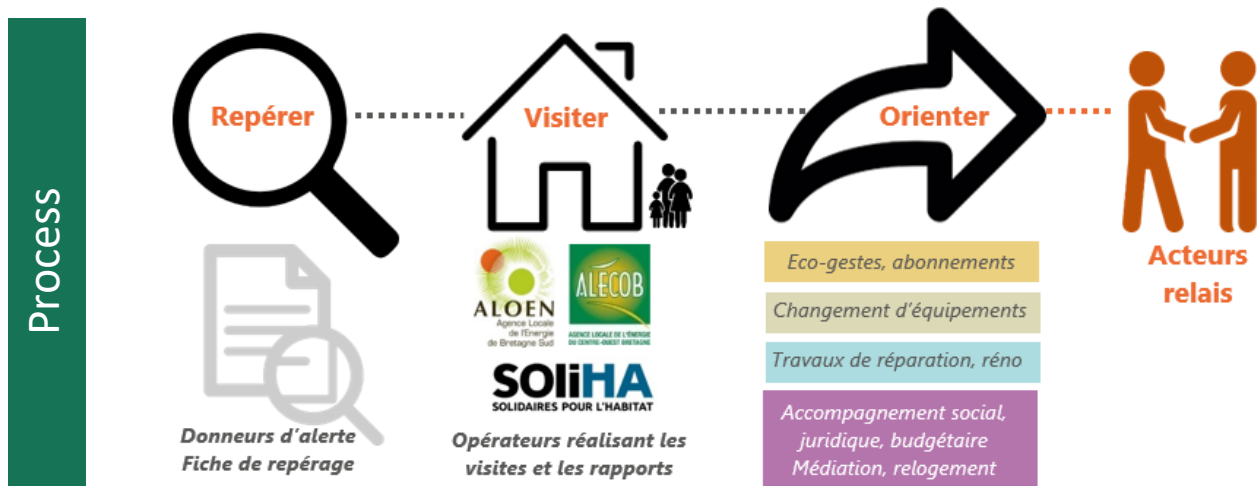 Process
Repérer
Donneurs d'alerte
Fiche de repérage
Visiter
ALOEN
Agence Locale
de l'Energie
de Bretagne Sud
ALECOB
AGENCE LOCALE DE L'ÉNERGIE
DU CENTRE-OUEST BRETAGNE
SOLiHA
SOLIDAIRES POUR L'HABITAT
Opérateurs réalisant les
visites et les rapports
Orienter
Eco-gestes, abonnements
Changement d'équipements
Travaux de réparation, réno
Accompagnement social,
juridique, budgétaire
Médiation, relogement
Acteurs
relais